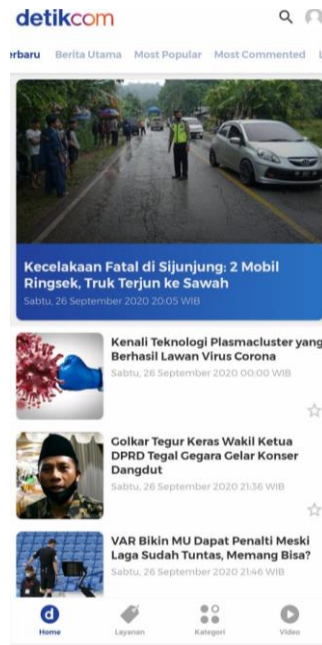 detikcom
rbaru Berita Utama Most Popular Most Commented L
Kecelakaan Fatal di Sijunjung: 2 Mobil
Ringsek, Truk Terjun ke Sawah
Sabtu, 26 September 2020 20:05 WIB
Kenali Teknologi Plasmacluster yang
Berhasil Lawan Virus Corona
Sabtu, 26 September 2020 00:00 WIB
Golkar Tegur Keras Wakil Ketua
DPRD Tegal Gegara Gelar Konser
Dangdut
Sabtu, 26 September 2020 21:36 WIB
VAR Bikin MU Dapat Penalti Meski
Laga Sudah Tuntas, Memang Bisa?
Sabtu, 26 September 2020 21:46 WIB
d
Home Layanan Kategori Video